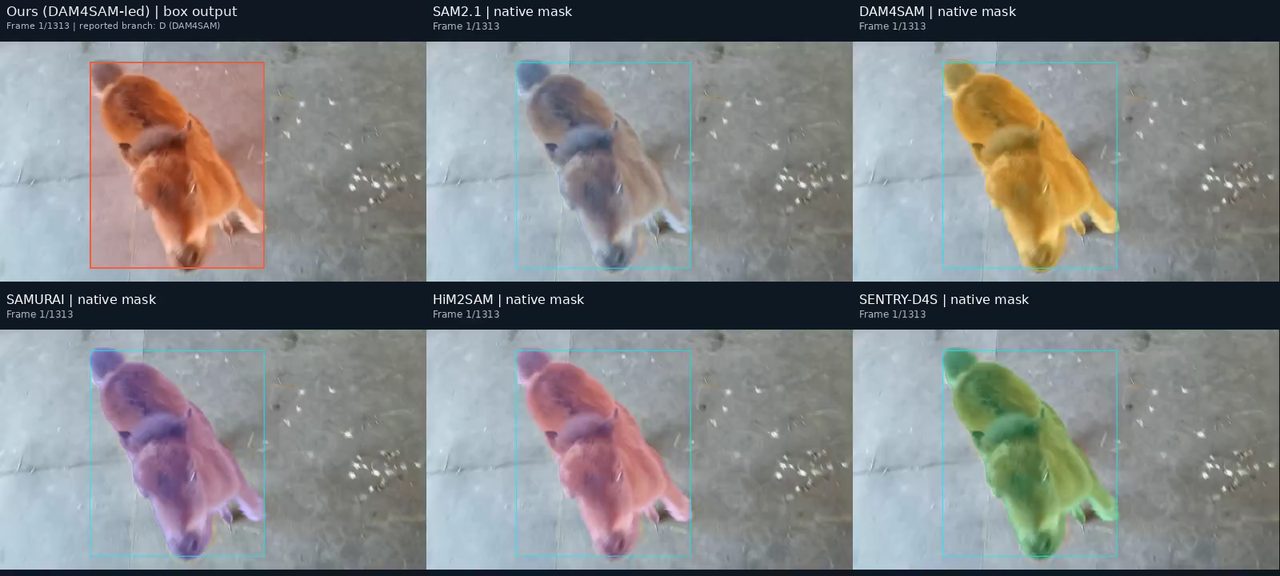 Ours (DAM4SAM-led) | box output
Frame 1/1313 | reported branch: D (DAM4SAM)
SAM2.1 | native mask
Frame 1/1313
DAM4SAM | native mask
Frame 1/1313
SAMURAI | native mask
Frame 1/1313
HiM2SAM | native mask
Frame 1/1313
SENTRY-D4S | native mask
Frame 1/1313